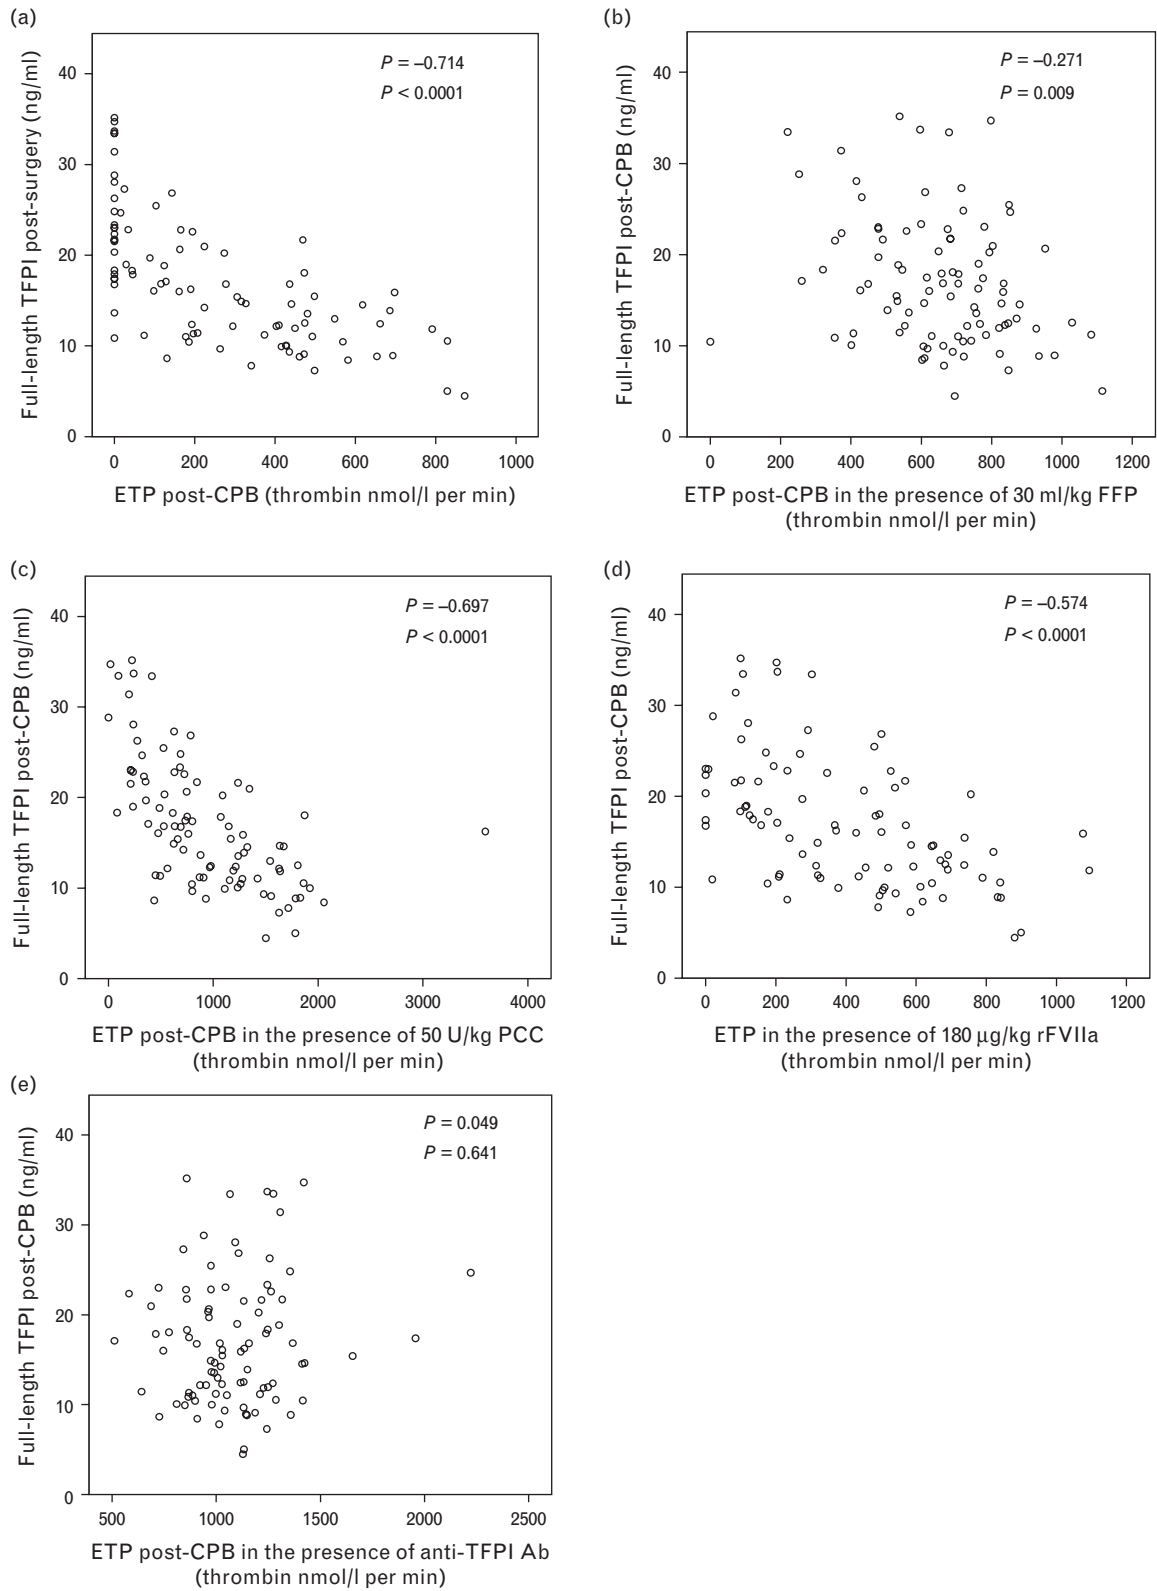 (a)
Full-length TFPI post-surgery (ng/ml)
40
30
20
10
0
P = –0.714
P < 0.0001
0 200 400 600 800 1000
ETP post-CPB (thrombin nmol/l per min)
(b)
Full-length TFPI post-CPB (ng/ml)
40
30
20
10
0
P = –0.271
P = 0.009
0 200 400 600 800 1000 1200
ETP post-CPB in the presence of 30 ml/kg FFP
(thrombin nmol/l per min)
(c)
Full-length TFPI post-CPB (ng/ml)
40
30
20
10
0
P = –0.697
P < 0.0001
0 1000 2000 3000 4000
ETP post-CPB in the presence of 50 U/kg PCC
(thrombin nmol/l per min)
(d)
Full-length TFPI post-CPB (ng/ml)
40
30
20
10
0
P = –0.574
P < 0.0001
0 200 400 600 800 1000 1200
ETP in the presence of 180 μg/kg rFVIIa
(thrombin nmol/l per min)
(e)
Full-length TFPI post-CPB (ng/ml)
40
30
20
10
0
P = 0.049
P = 0.641
500 1000 1500 2000 2500
ETP post-CPB in the presence of anti-TFPI Ab
(thrombin nmol/l per min)